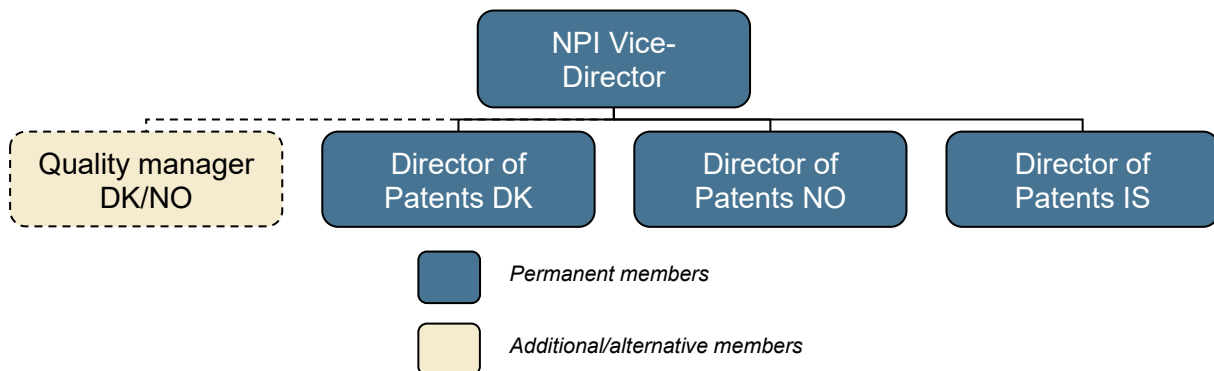 NPI Vice-
Director
Quality manager
DK/NO
Director of
Patents DK
Director of
Patents NO
Director of
Patents IS
Permanent members
Additional/alternative members